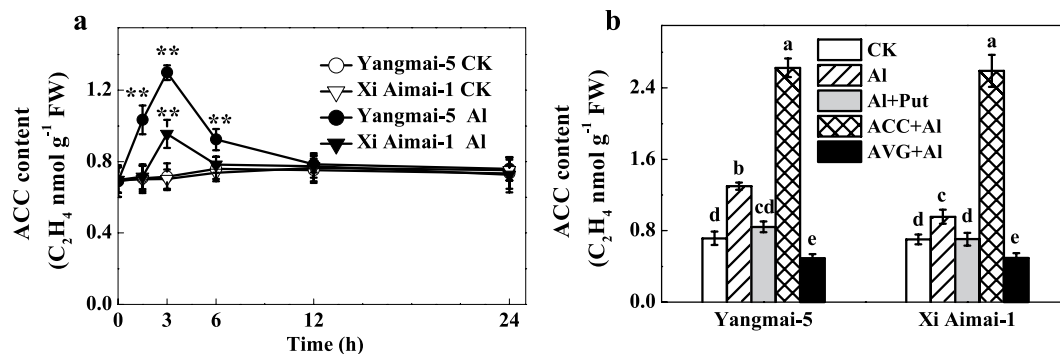 a
ACC content
(C₂H₄ nmol g⁻¹ FW)
1.6
1.2
0.8
0.4
0.0
**
**
**
**
Yangmai-5 CK
Xi Aimai-1 CK
Yangmai-5 Al
Xi Aimai-1 Al
0
3
6
12
24
Time (h)
b
ACC content
(C₂H₄ nmol g⁻¹ FW)
2.6
1.7
0.8
0.0
CK
Al
Al+Put
ACC+Al
AVG+Al
d
b
cd
a
e
d
c
d
a
e
Yangmai-5
Xi Aimai-1